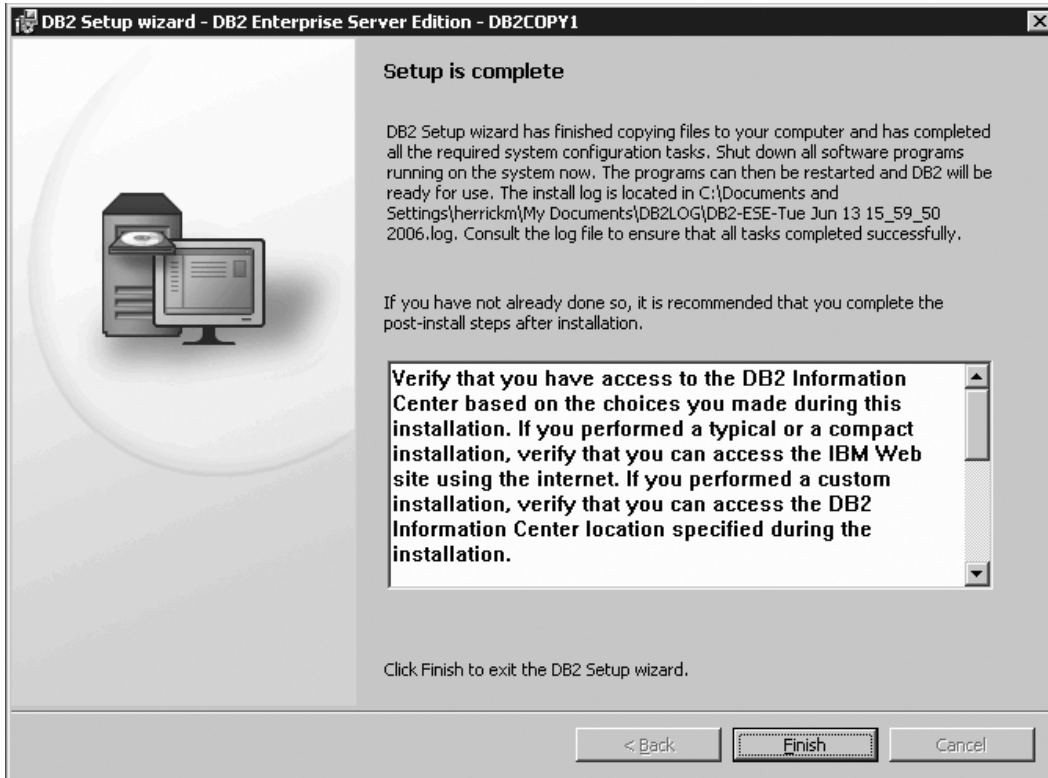 DB2 Setup wizard - DB2 Enterprise Server Edition - DB2COPY1
Setup is complete
DB2 Setup wizard has finished copying files to your computer and has completed
all the required system configuration tasks. Shut down all software programs
running on the system now. The programs can then be restarted and DB2 will be
ready for use. The install log is located in C:\Documents and
Settings\herrickm\My Documents\DB2LOG\DB2-ESE-Tue Jun 13 15_59_50
2006.log. Consult the log file to ensure that all tasks completed successfully.
If you have not already done so, it is recommended that you complete the
post-install steps after installation.
Verify that you have access to the DB2 Information
Center based on the choices you made during this
installation. If you performed a typical or a compact
installation, verify that you can access the IBM Web
site using the internet. If you performed a custom
installation, verify that you can access the DB2
Information Center location specified during the
installation.
Click Finish to exit the DB2 Setup wizard.
< Back
Finish
Cancel